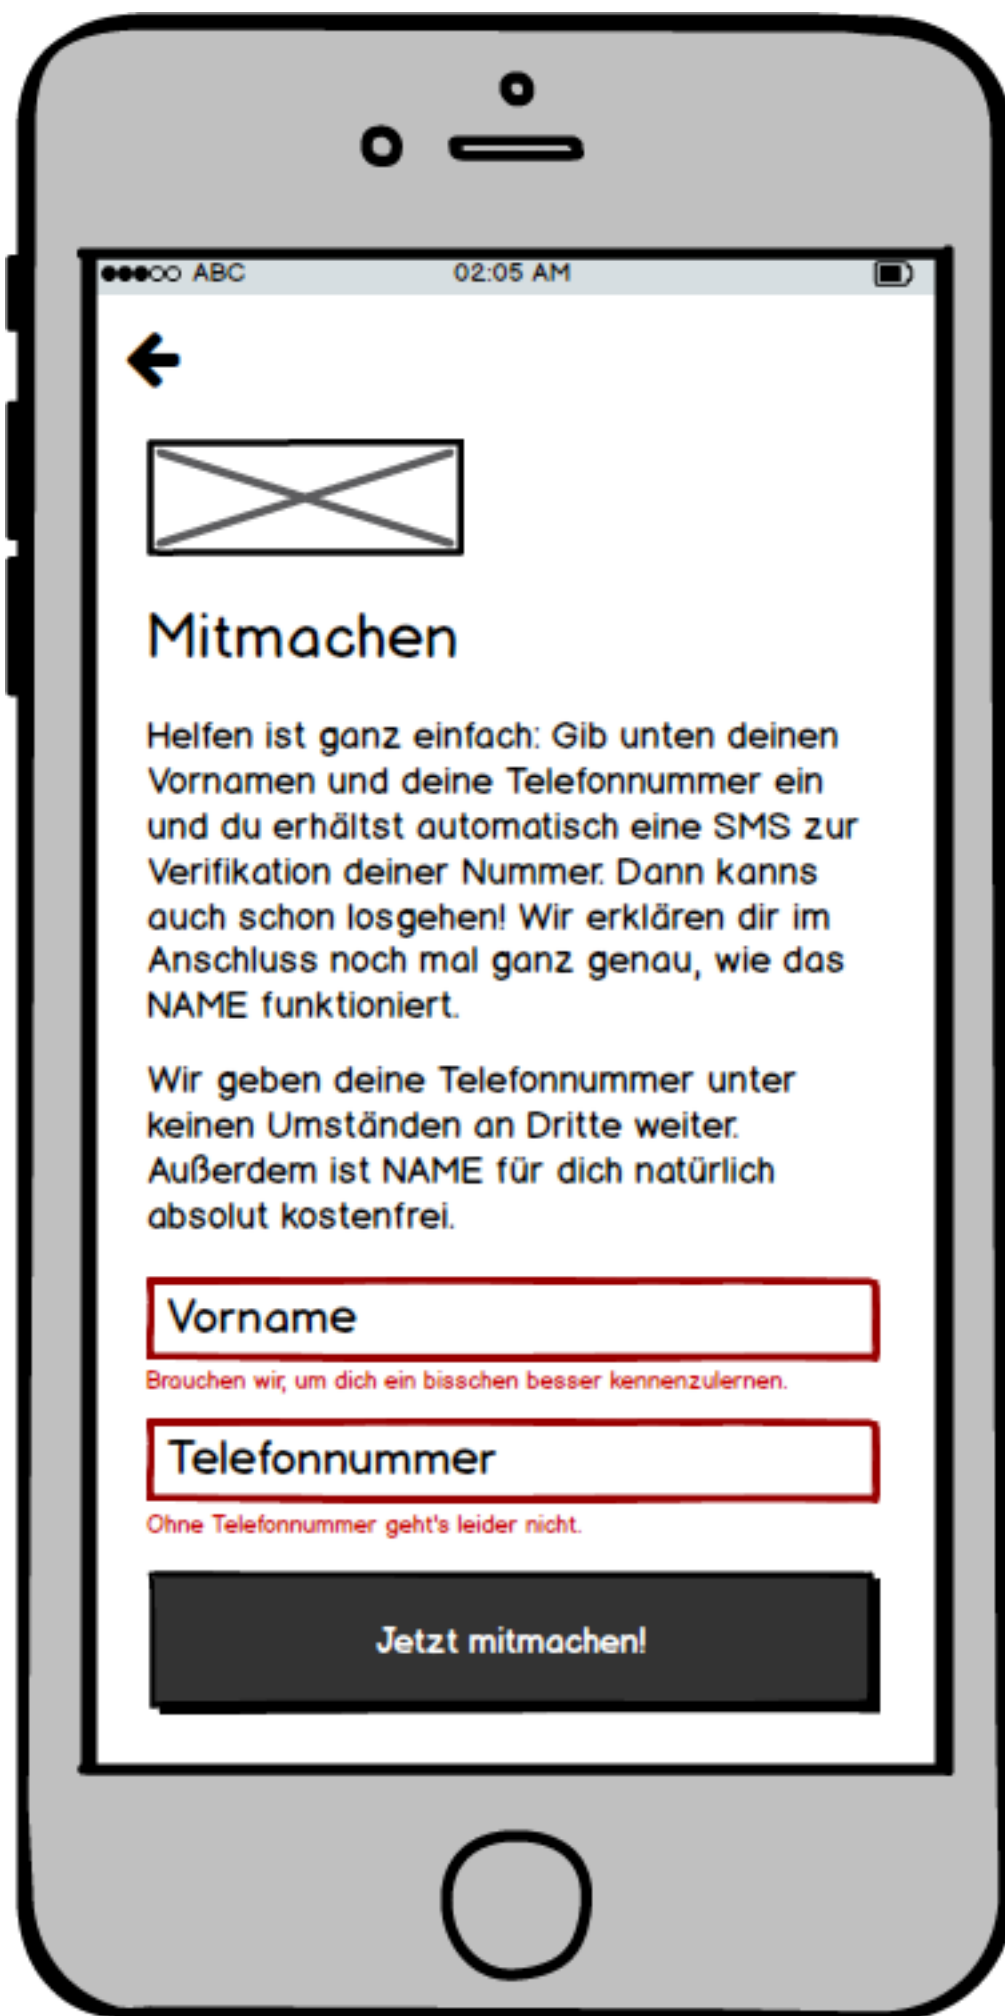 ABC 02:05 AM
Mitmachen
Helfen ist ganz einfach: Gib unten deinen
Vornamen und deine Telefonnummer ein
und du erhältst automatisch eine SMS zur
Verifikation deiner Nummer. Dann kanns
auch schon losgehen! Wir erklären dir im
Anschluss noch mal ganz genau, wie das
NAME funktioniert.
Wir geben deine Telefonnummer unter
keinen Umständen an Dritte weiter.
Außerdem ist NAME für dich natürlich
absolut kostenfrei.
Vorname
Brauchen wir, um dich ein bisschen besser kennenzulernen.
Telefonnummer
Ohne Telefonnummer geht's leider nicht.
Jetzt mitmachen!